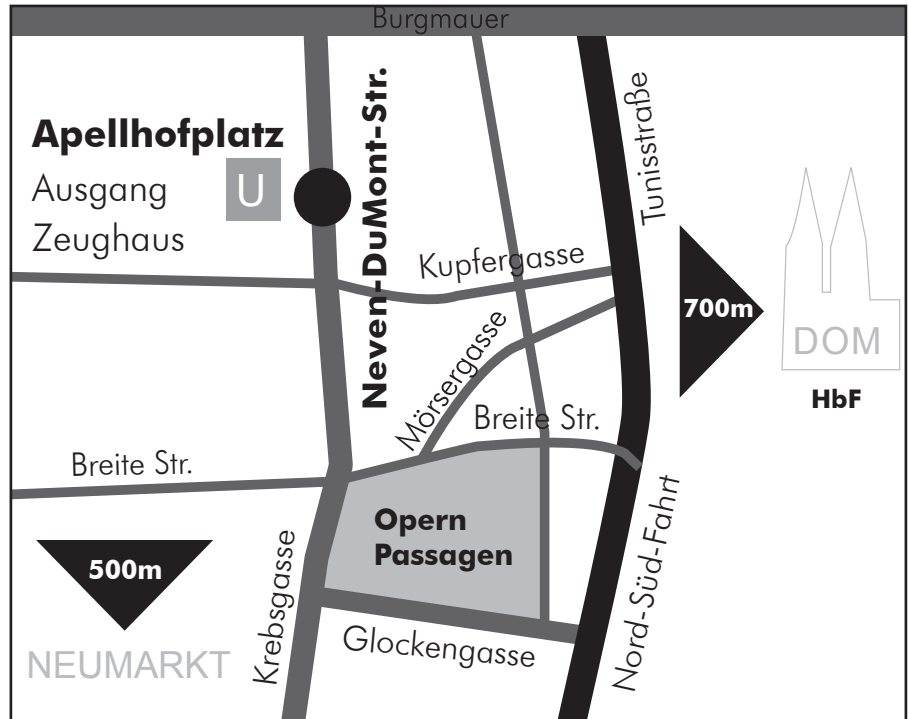 Burgmauer
Apellhofplatz
Ausgang
Zeughaus
U
Neven-DuMont-Str.
Tunisstraße
Kupfergasse
700m
DOM
HbF
Mörsergasse
Breite Str.
Breite Str.
Opern
Passagen
500m
NEUMARKT
Krebsgasse
Glockengasse
Nord-Süd-Fahrt